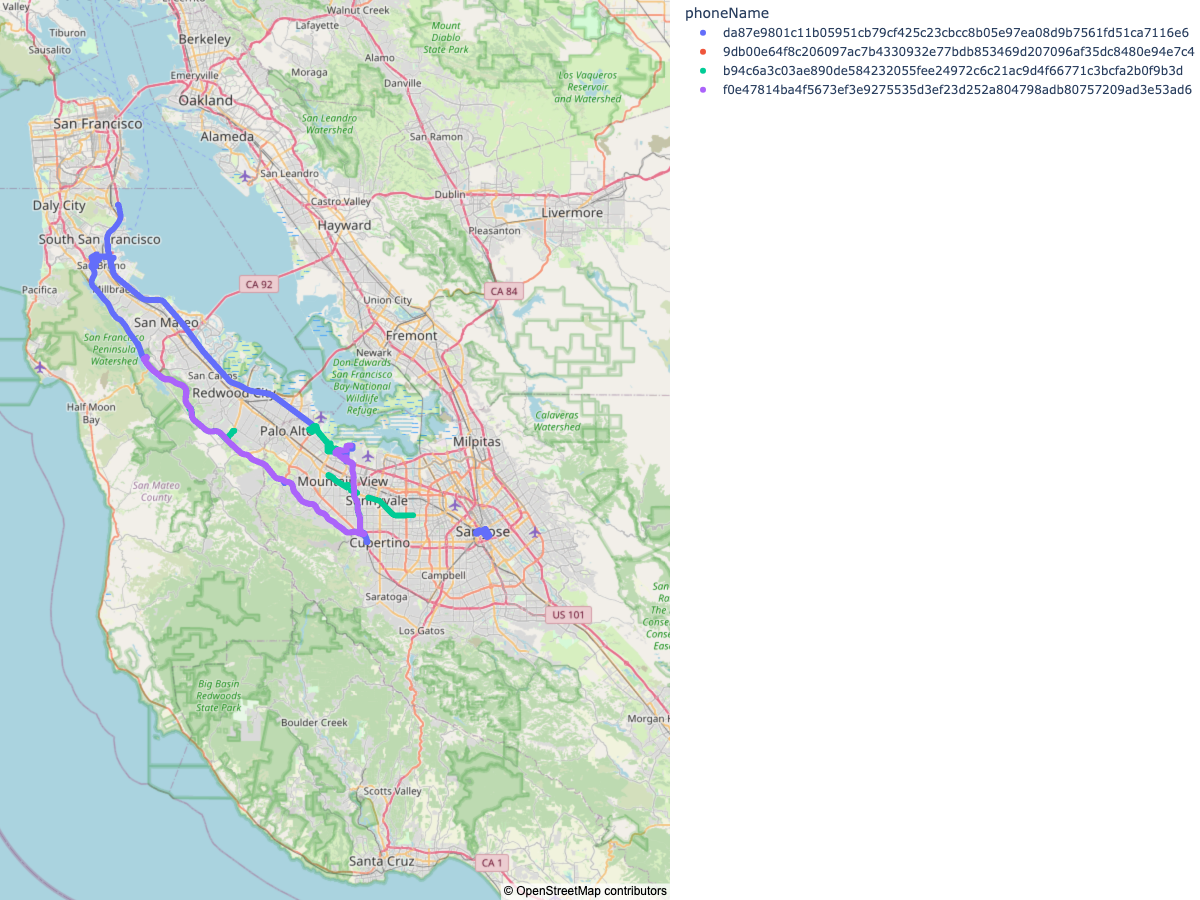 phoneName
da87e9801c11b05951cb79cf425c23cbcc8b05e97ea08d9b7561fd51ca7116e6
9db00e64f8c206097ac7b4330932e77bdb853469d207096af35dc8480e94e7c4
b94c6a3c03ae890de584232055fee24972c6c21ac9d4f66771c3bcfa2b0f9b3d
f0e47814ba4f5673ef3e9275535d3ef23d252a804798adb80757209ad3e53ad6
Valley
Tiburon
Sausalito
Berkeley
Walnut Creek
Lafayette
Mount
Diablo
State Park
Alamo
Emeryville
Moraga
Danville
Los Vaqueros
Reservoir
and Watershed
Oakland
San Francisco
San Leandro
Watershed
Alameda
San Ramon
San Leandro
Castro Valley
Dublin
Livermore
Daly City
Hayward
Pleasanton
South San Francisco
San Bruno
CA 92
CA 84
Pacifica
Millbrae
Union City
San Mateo
Fremont
San Francisco
Peninsula
Watershed
Newark
Don Edwards
San Francisco
Bay National
Wildlife
Refuge
San Carlos
Redwood City
Half Moon
Bay
Calaveras
Watershed
Palo Alto
Milpitas
San Mateo
County
Mountain View
Sunnyvale
San Jose
Cupertino
Campbell
Saratoga
US 101
Los Gatos
Big Basin
Redwoods
State Park
Boulder Creek
Morgan H
Scotts Valley
Santa Cruz
CA 1
© OpenStreetMap contributors